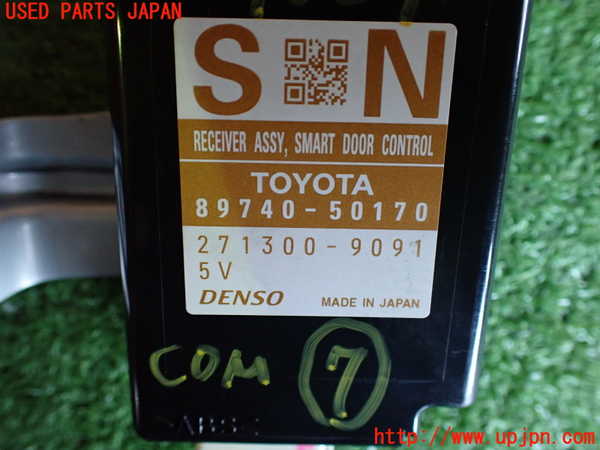 USED PARTS JAPAN
S N
RECEIVER ASSY, SMART DOOR CONTROL
TOYOTA
89740-50170
271300-9091
5V
DENSO MADE IN JAPAN
COM 7
>ABS<
http://www.upjpn.com/